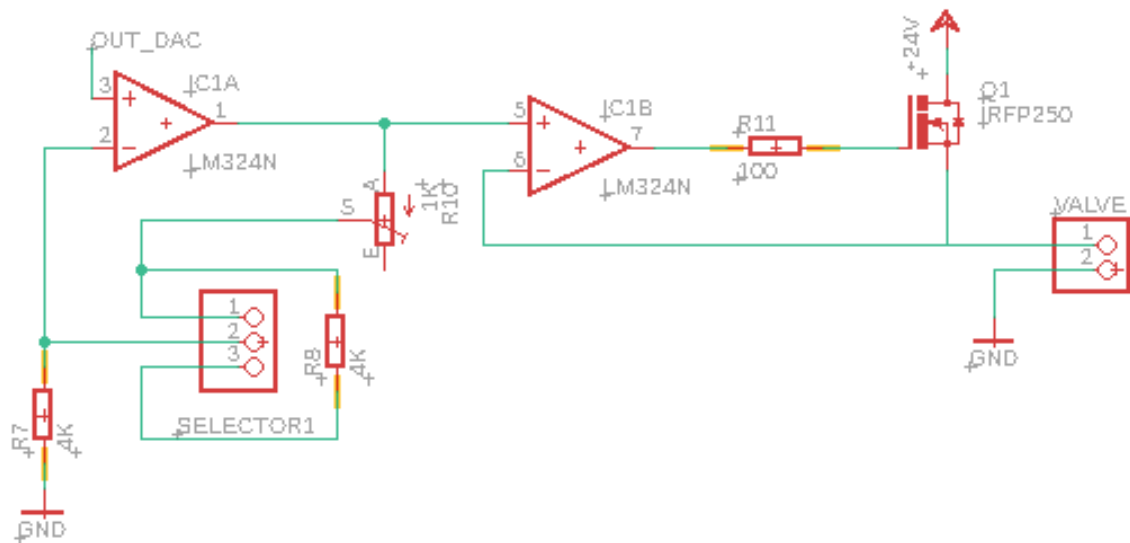 OUT_DAC
3
IC1A
1
2
LM324N
5
IC1B
7
6
LM324N
R11
100
+24V
Q1
IRFP250
A
S
E
1K
R10
VALVE
1
2
GND
1
2
3
R8
4K
SELECTOR1
R7
4K
GND